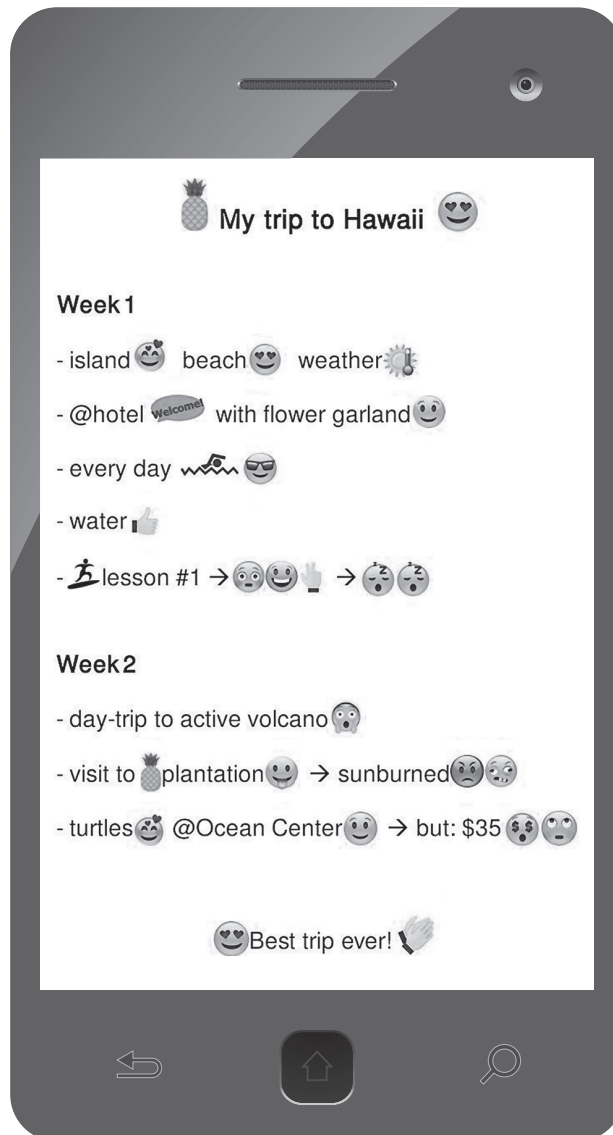 My trip to Hawaii
Week 1
- island beach weather
- @hotel Welcome! with flower garland
- every day
- water
- lesson #1 → z z → z z
Week 2
- day-trip to active volcano
- visit to plantation → sunburned
- turtles @Ocean Center → but: $35 $ $
Best trip ever!